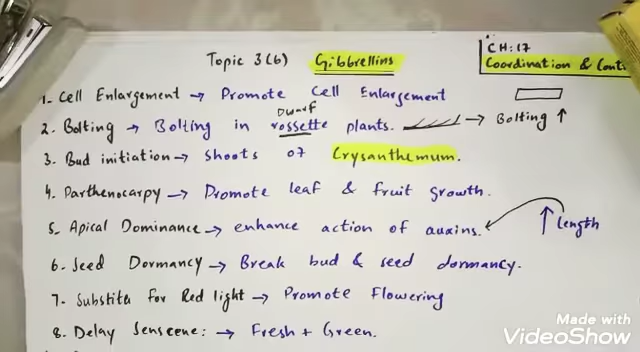 CH:17
Coordination & Cont
Topic 3(b) Gibbrellins
1- Cell Enlargement → Promote Cell Enlargement
Dwarf
2. Bolting → Bolting in rossette plants. → Bolting ↑
3. Bud initiation → shoots of Crysanthemum.
4. Parthenocarpy → Promote leaf & fruit growth.
5. Apical Dominance → enhance action of auxins. ↑ length
6. Seed Dormancy → Break bud & seed dormancy.
7- Substitu for Red light → Promote Flowering
8. Delay Senscene: → Fresh + Green.
Made with
VideoShow